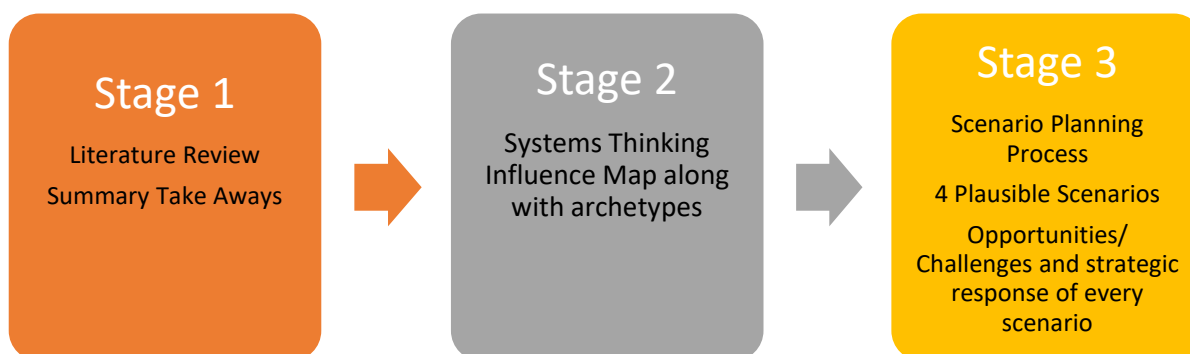 Stage 1
Literature Review
Summary Take Aways
Stage 2
Systems Thinking
Influence Map along
with archetypes
Stage 3
Scenario Planning
Process
4 Plausible Scenarios
Opportunities/
Challenges and strategic
response of every
scenario